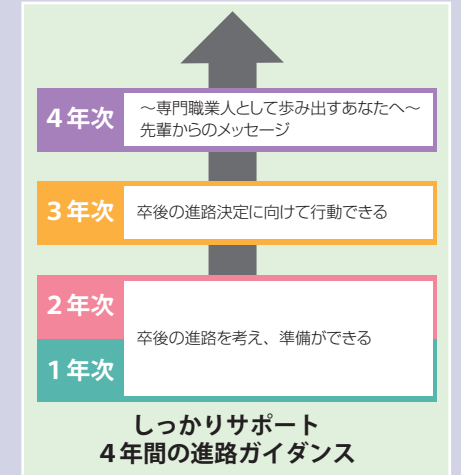 4年次
~専門職業人として歩み出すあなたへ~
先輩からのメッセージ
3年次
卒後の進路決定に向けて行動できる
2年次
卒後の進路を考え、準備ができる
1年次
しっかりサポート
4年間の進路ガイダンス